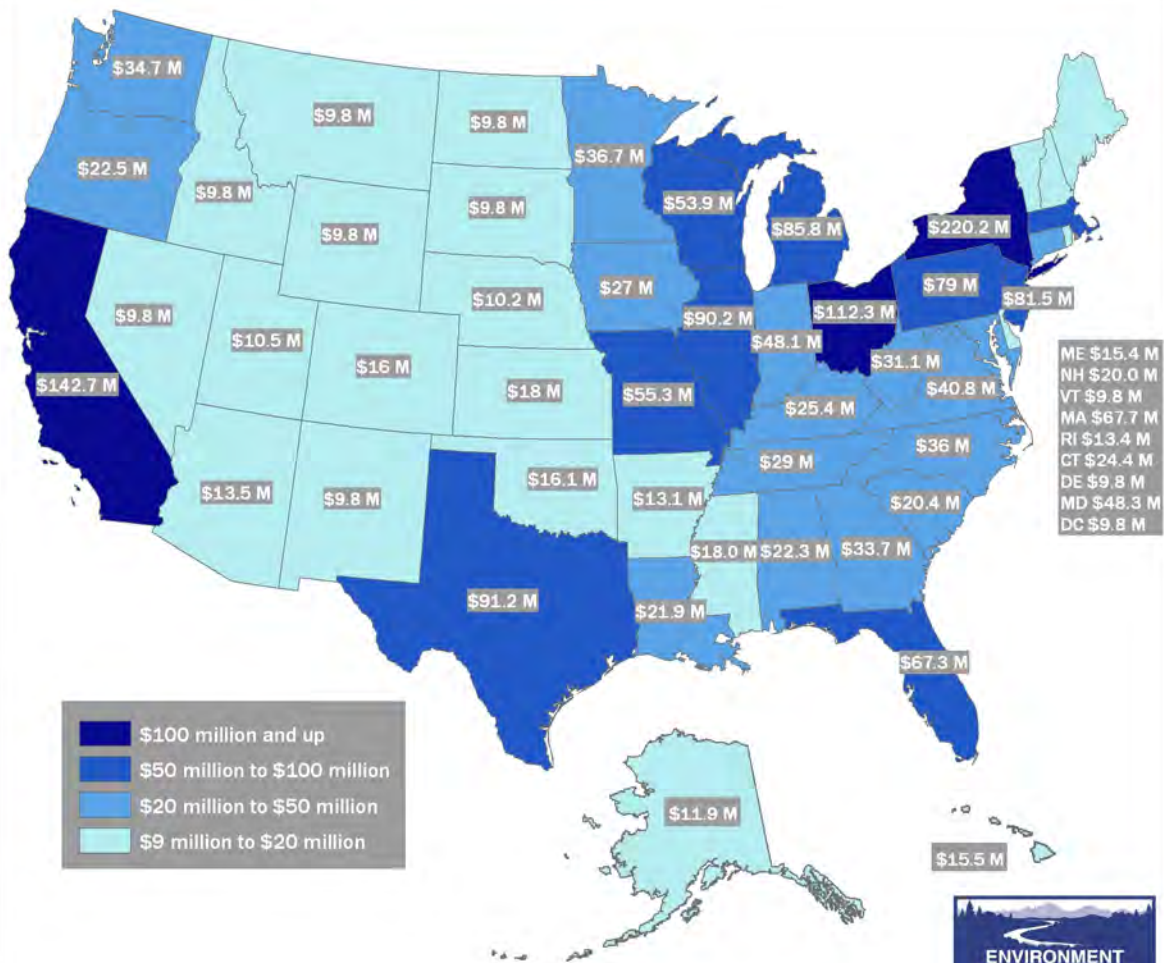 $34.7 M
$9.8 M
$9.8 M
$36.7 M
$22.5 M
$9.8 M
$9.8 M
$53.9 M
$85.8 M
$220.2 M
$9.8 M
$10.2 M
$27 M
$79 M
$9.8 M
$90.2 M
$112.3 M
$81.5 M
$10.5 M
$48.1 M
$16 M
$31.1 M
$142.7 M
$18 M
$55.3 M
$40.8 M
$25.4 M
$36 M
$29 M
$16.1 M
$13.5 M
$9.8 M
$13.1 M
$20.4 M
$18.0 M
$22.3 M
$33.7 M
$91.2 M
$21.9 M
$67.3 M
ME $15.4 M
NH $20.0 M
VT $9.8 M
MA $67.7 M
RI $13.4 M
CT $24.4 M
DE $9.8 M
MD $48.3 M
DC $9.8 M
$100 million and up
$50 million to $100 million
$20 million to $50 million
$9 million to $20 million
$11.9 M
$15.5 M
ENVIRONMENT